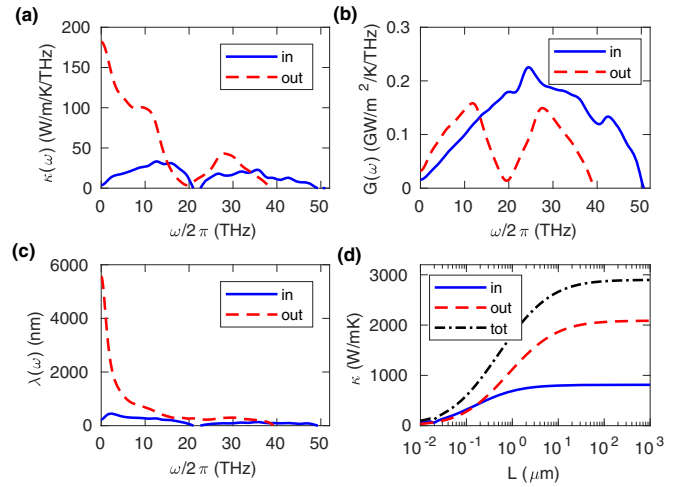 (a)
200
150
100
50
0
κ(ω) (W/m/K/THz)
in
out
0 10 20 30 40 50
ω/2π (THz)
(b)
0.3
0.2
0.1
0
G(ω) (GW/m²/K/THz)
in
out
0 10 20 30 40 50
ω/2π (THz)
(c)
6000
4000
2000
0
λ(ω) (nm)
in
out
0 10 20 30 40 50
ω/2π (THz)
(d)
3000
2000
1000
0
κ (W/mK)
in
out
tot
10⁻² 10⁻¹ 10⁰ 10¹ 10² 10³
L (μm)